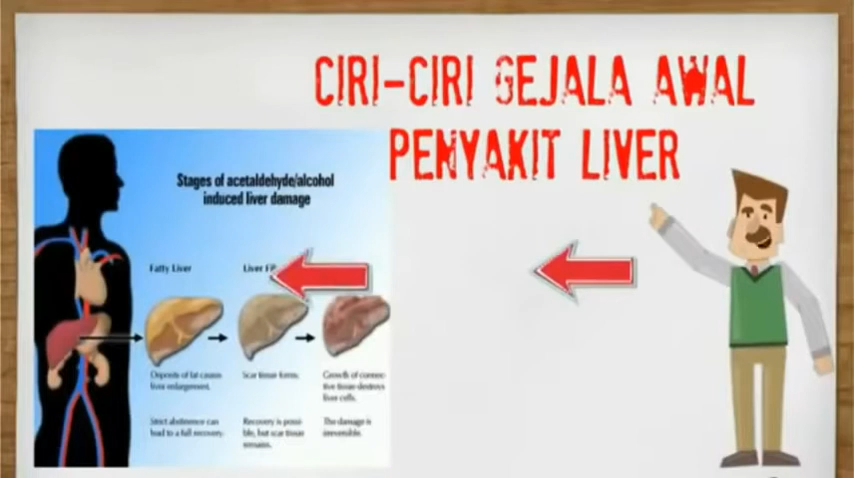 CIRI-CIRI GEJALA AWAL
PENYAKIT LIVER
Stages of acetaldehyde/alcohol
induced liver damage
Fatty Liver
Liver
Deposits of fat causes
liver enlargement.
Strict abstinence can
lead to a full recovery.
Scar tissue forms.
Recovery is possi-
ble, but scar tissue
remains.
Growth of connec-
tive tissue destroys
liver cells.
The damage is
irreversible.